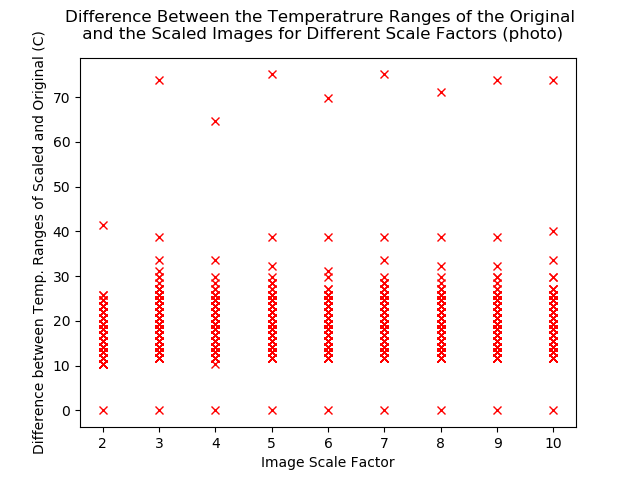 Difference Between the Temperatrure Ranges of the Original
and the Scaled Images for Different Scale Factors (photo)
Difference between Temp. Ranges of Scaled and Original (C)
70
60
50
40
30
20
10
0
2 3 4 5 6 7 8 9 10
Image Scale Factor